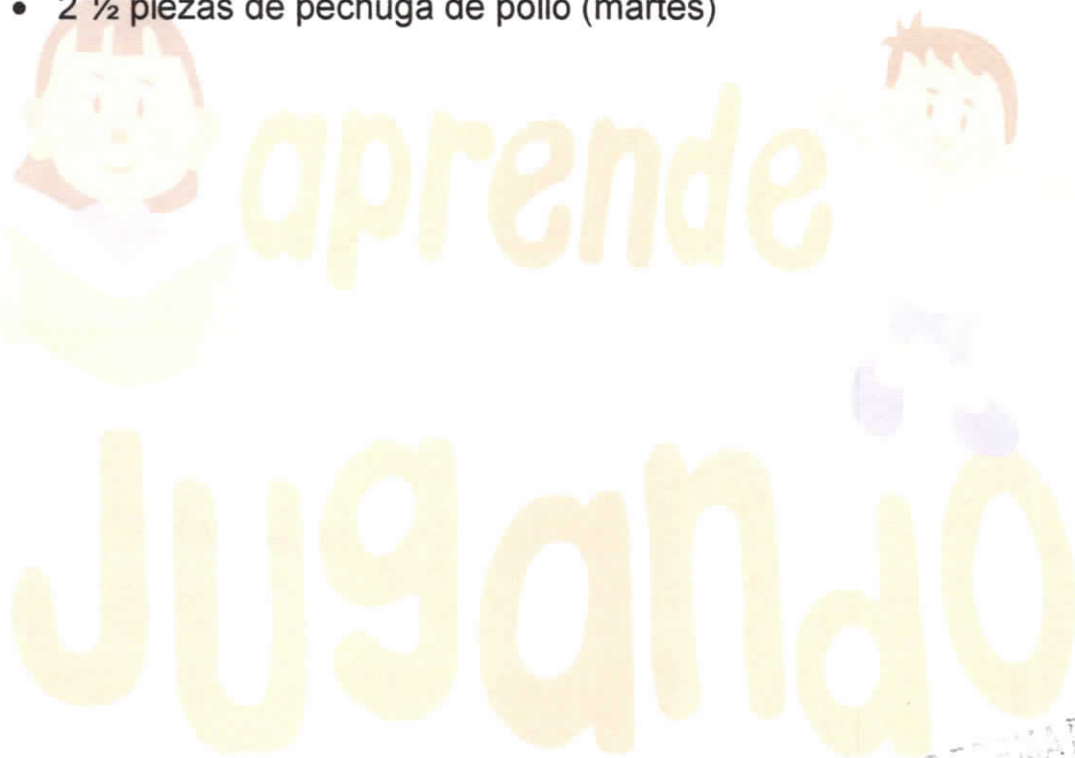 • 2 ½ piezas de pechuga de pollo (martes)
aprende
Jugando